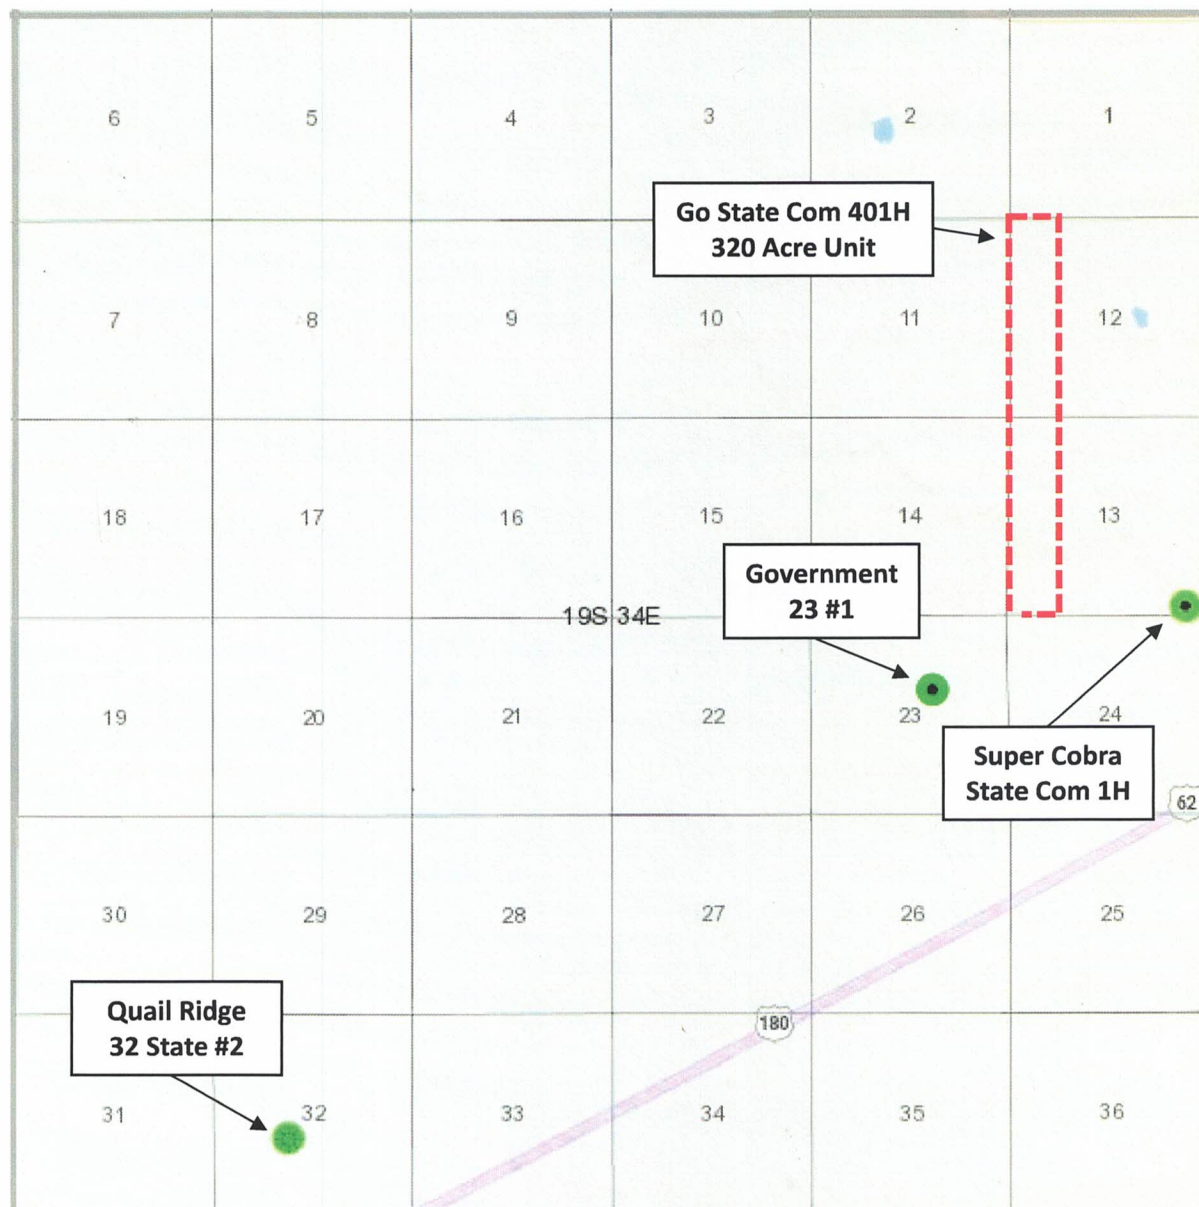 6 5 4 3 2 1
Go State Com 401H
320 Acre Unit
7 8 9 10 11 12
18 17 16 15 14 13
Government
23 #1
19S 34E
19 20 21 22 23 24
Super Cobra
State Com 1H
62
30 29 28 27 26 25
Quail Ridge
32 State #2
180
31 32 33 34 35 36